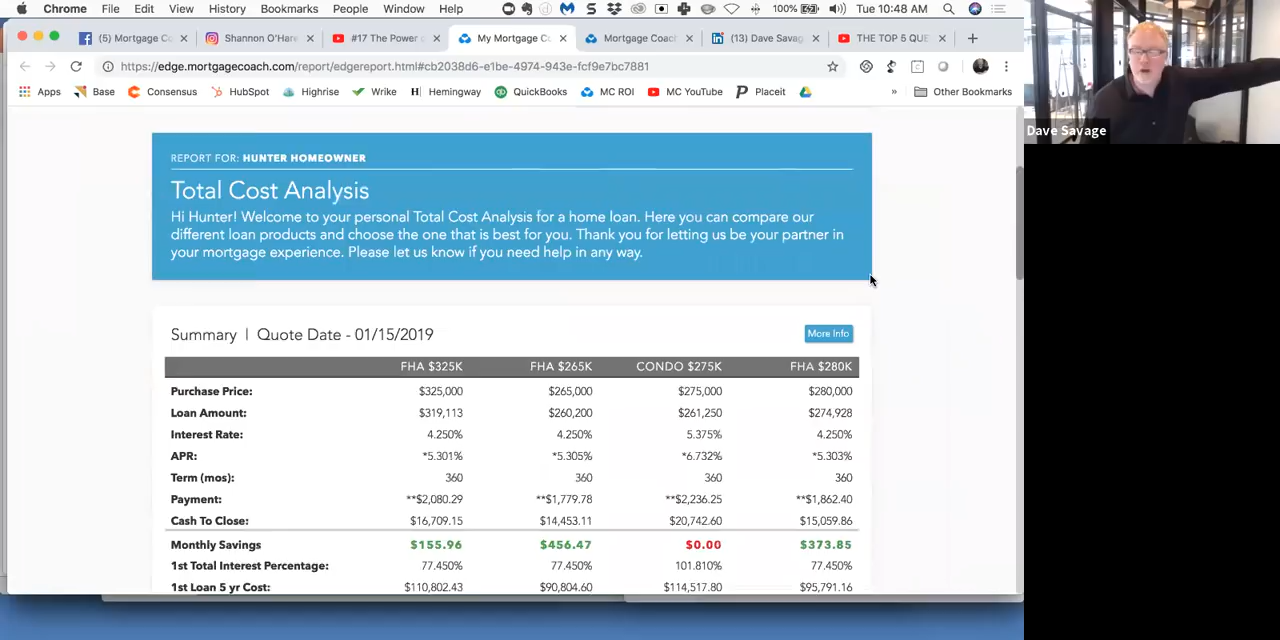 Chrome File Edit View History Bookmarks People Window Help 100% Tue 10:48 AM
(5) Mortgage Co Shannon O'Hare #17 The Power My Mortgage Co Mortgage Coach (13) Dave Savag THE TOP 5 QUE
https://edge.mortgagecoach.com/report/edgereport.html#cb2138d6-e1be-4974-943e-fcf9e7bc7881
Apps Base Consensus HubSpot Highrise Wrike Hemingway QuickBooks MC ROI MC YouTube Placeit » Other Bookmarks
Dave Savage
REPORT FOR: HUNTER HOMEOWNER
Total Cost Analysis
Hi Hunter! Welcome to your personal Total Cost Analysis for a home loan. Here you can compare our
different loan products and choose the one that is best for you. Thank you for letting us be your partner in
your mortgage experience. Please let us know if you need help in any way.
Summary | Quote Date - 01/15/2019 More Info
FHA $325K FHA $265K CONDO $275K FHA $280K
Purchase Price: $325,000 $265,000 $275,000 $280,000
Loan Amount: $319,113 $260,200 $261,250 $274,928
Interest Rate: 4.250% 4.250% 5.375% 4.250%
APR: *5.301% *5.305% *6.732% *5.303%
Term (mos): 360 360 360 360
Payment: **$2,080.29 **$1,779.78 **$2,236.25 **$1,862.40
Cash To Close: $16,709.15 $14,453.11 $20,742.60 $15,059.86
Monthly Savings $155.96 $456.47 $0.00 $373.85
1st Total Interest Percentage: 77.450% 77.450% 101.810% 77.450%
1st Loan 5 yr Cost: $110,802.43 $90,804.60 $114,517.80 $95,791.16